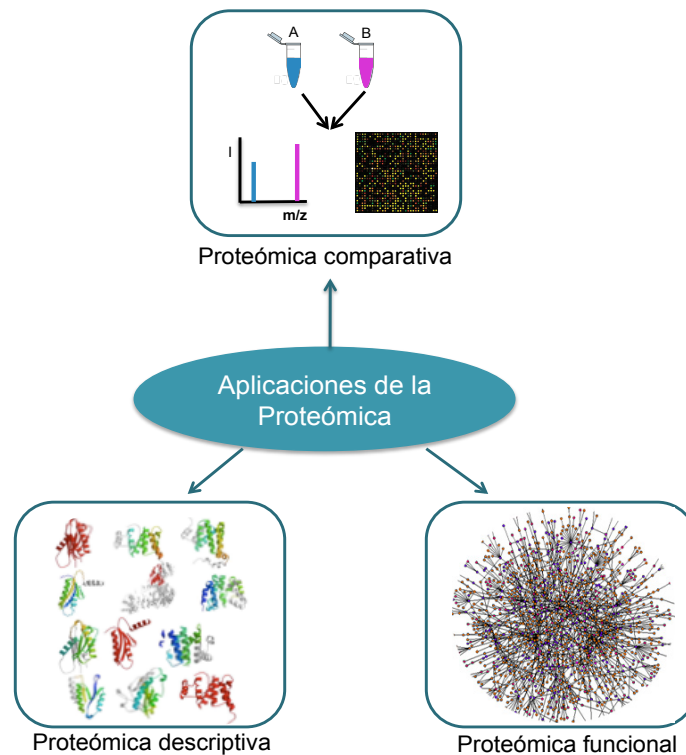 A B
I
m/z
Proteómica comparativa
Aplicaciones de la
Proteómica
Proteómica descriptiva
Proteómica funcional